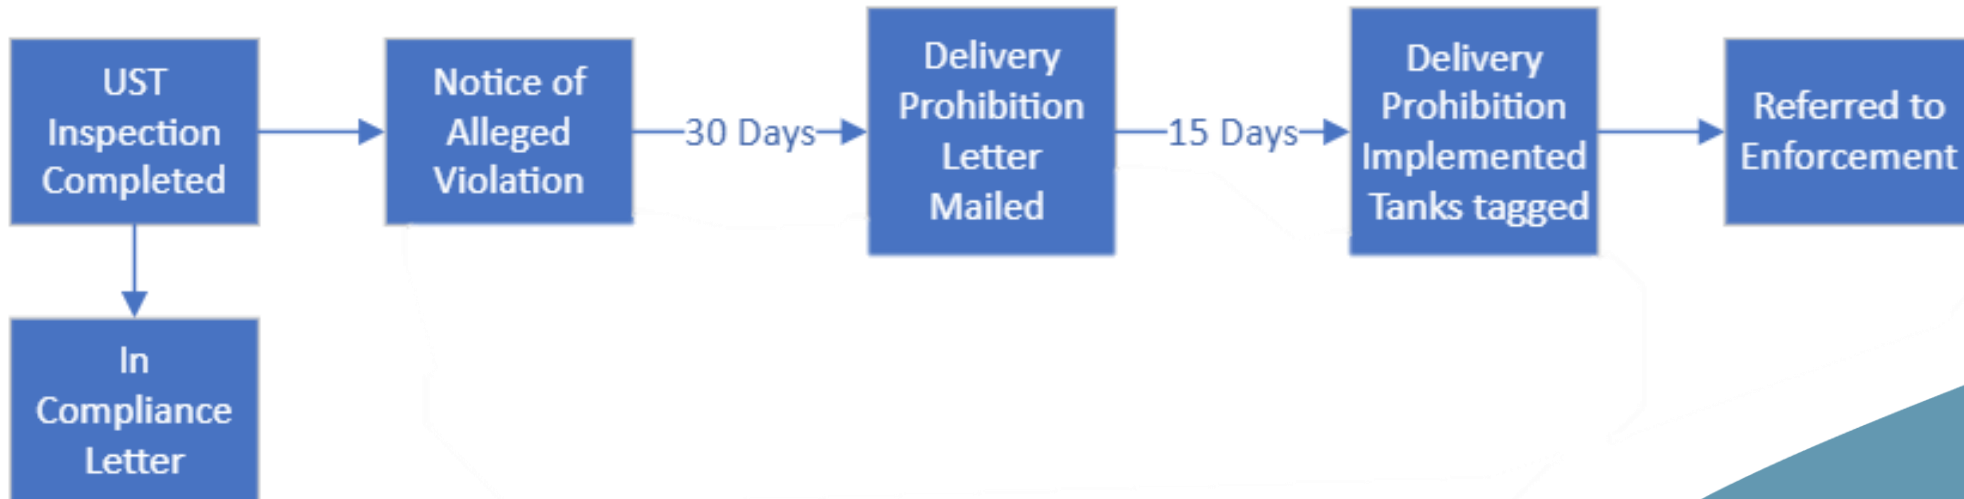 UST
Inspection
Completed
Notice of
Alleged
Violation
30 Days
Delivery
Prohibition
Letter
Mailed
15 Days
Delivery
Prohibition
Implemented
Tanks tagged
Referred to
Enforcement
In
Compliance
Letter